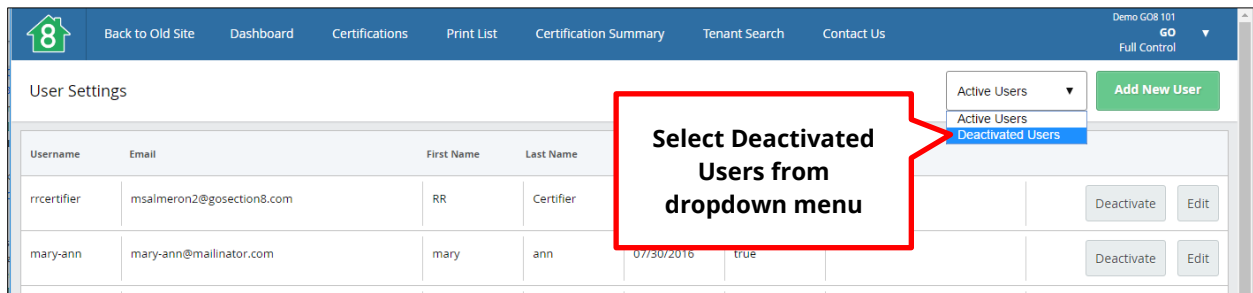 8
Back to Old Site Dashboard Certifications Print List Certification Summary Tenant Search Contact Us
Demo GO8 101
GO ▼
Full Control
User Settings
Active Users ▼
Add New User
Active Users
Deactivated Users
Select Deactivated
Users from
dropdown menu
Username Email First Name Last Name
rrcertifier msalmeron2@gosection8.com RR Certifier Deactivate Edit
mary-ann mary-ann@mailinator.com mary ann 07/30/2016 true Deactivate Edit